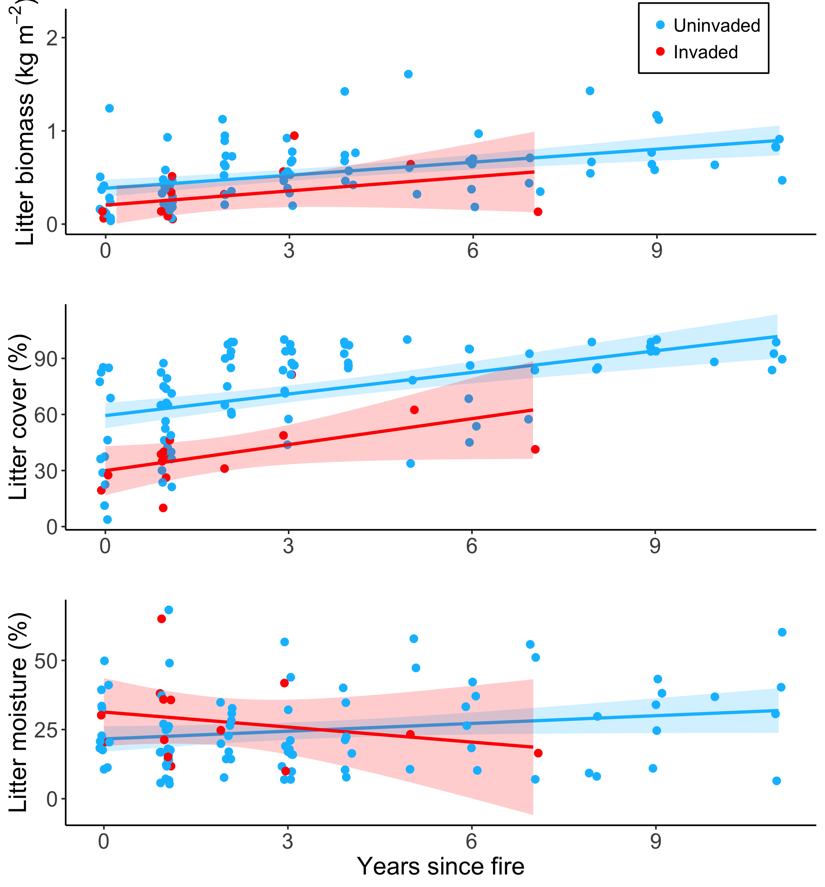 Litter biomass (kg m⁻²)
2
1
0
Uninvaded
Invaded
0 3 6 9
Litter cover (%)
90
60
30
0
0 3 6 9
Litter moisture (%)
50
25
0
0 3 6 9
Years since fire